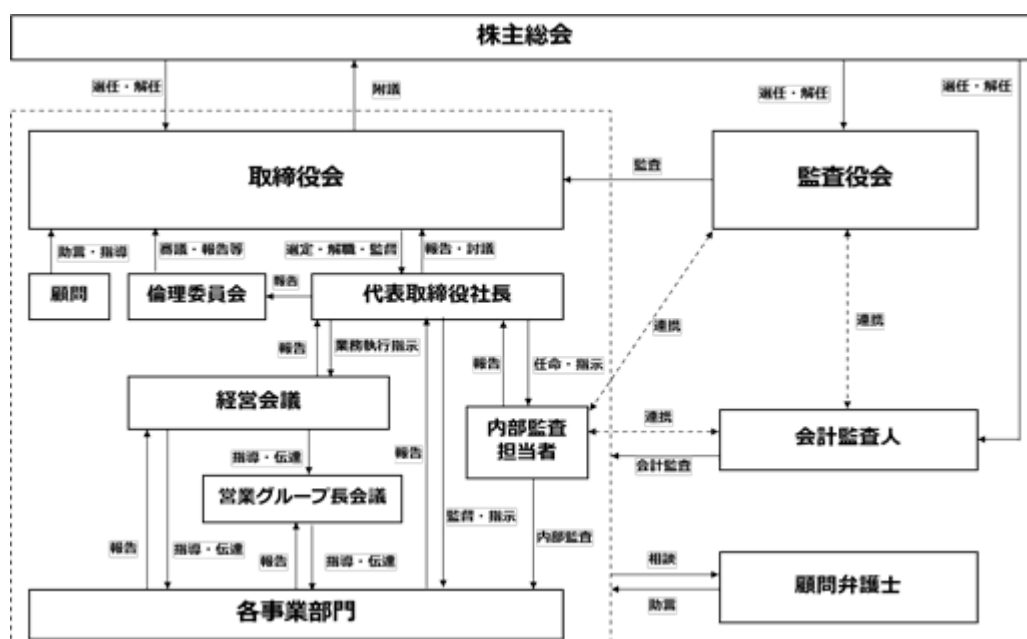 株主総会
選任・解任
附議
選任・解任
選任・解任
取締役会
監査
監査役会
助言・指導
審議・報告等
選定・解職・監督
報告・討議
顧問
倫理委員会
報告
代表取締役社長
連携
連携
報告
業務執行指示
報告
任命・指示
経営会議
内部監査
担当者
連携
会計監査人
指導・伝達
報告
会計監査
営業グループ長会議
監督・指示
内部監査
報告
指導・伝達
報告
指導・伝達
相談
顧問弁護士
助言
各事業部門